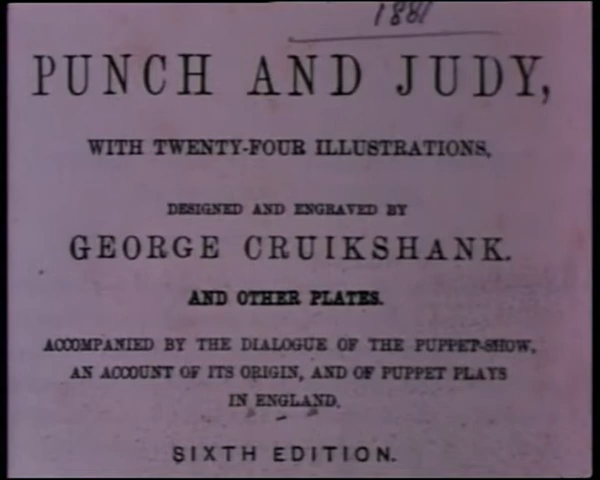 1881
PUNCH AND JUDY,
WITH TWENTY-FOUR ILLUSTRATIONS,
DESIGNED AND ENGRAVED BY
GEORGE CRUIKSHANK.
AND OTHER PLATES.
ACCOMPANIED BY THE DIALOGUE OF THE PUPPET-SHOW,
AN ACCOUNT OF ITS ORIGIN, AND OF PUPPET PLAYS
IN ENGLAND.
SIXTH EDITION.